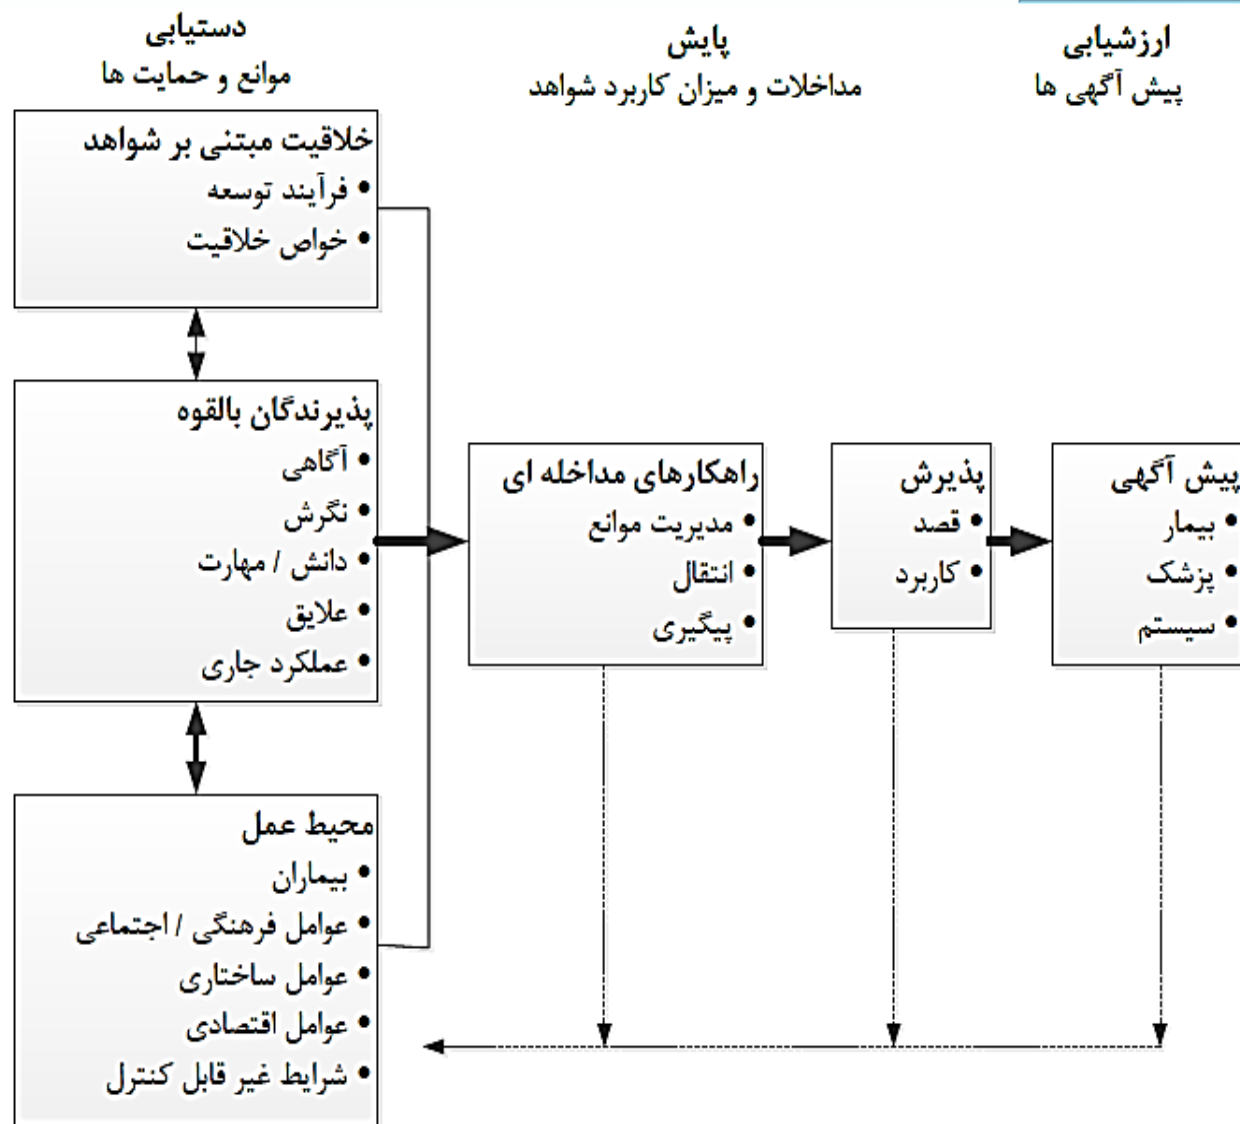 دستیابی
موانع و حمایت ها
پایش
مداخلات و میزان کاربرد شواهد
ارزشیابی
پیش آگهی ها
خلاقیت مبتنی بر شواهد
• فرآیند توسعه
• خواص خلاقیت
پذیرندگان بالقوه
• آگاهی
• نگرش
• دانش / مهارت
• علایق
• عملکرد جاری
محیط عمل
• بیماران
• عوامل فرهنگی / اجتماعی
• عوامل ساختاری
• عوامل اقتصادی
• شرایط غیر قابل کنترل
راهکارهای مداخله ای
• مدیریت موانع
• انتقال
• پیگیری
پذیرش
• قصد
• کاربرد
پیش آگهی
• بیمار
• پزشک
• سیستم